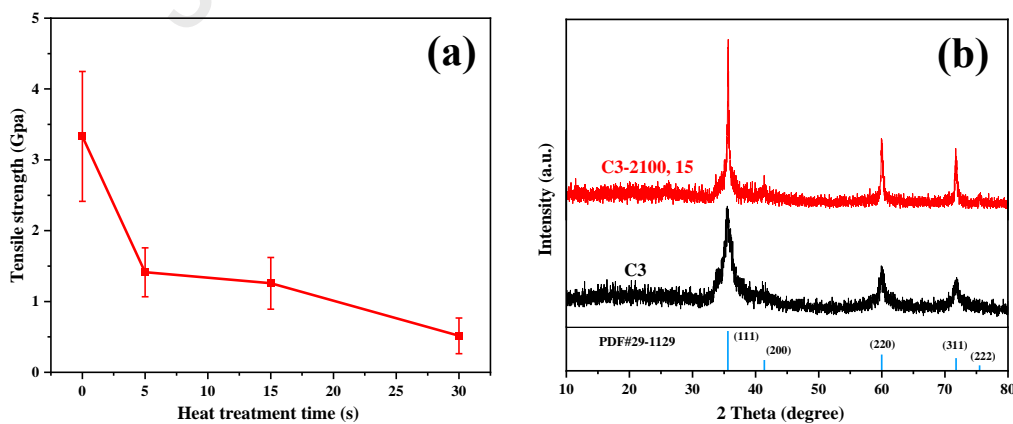 (a)
5
4
3
2
1
0
0 5 10 15 20 25 30
Tensile strength (Gpa)
Heat treatment time (s)
(b)
C3-2100, 15
C3
PDF#29-1129
(111)
(200)
(220)
(311)
(222)
10 20 30 40 50 60 70 80
Intensity (a.u.)
2 Theta (degree)